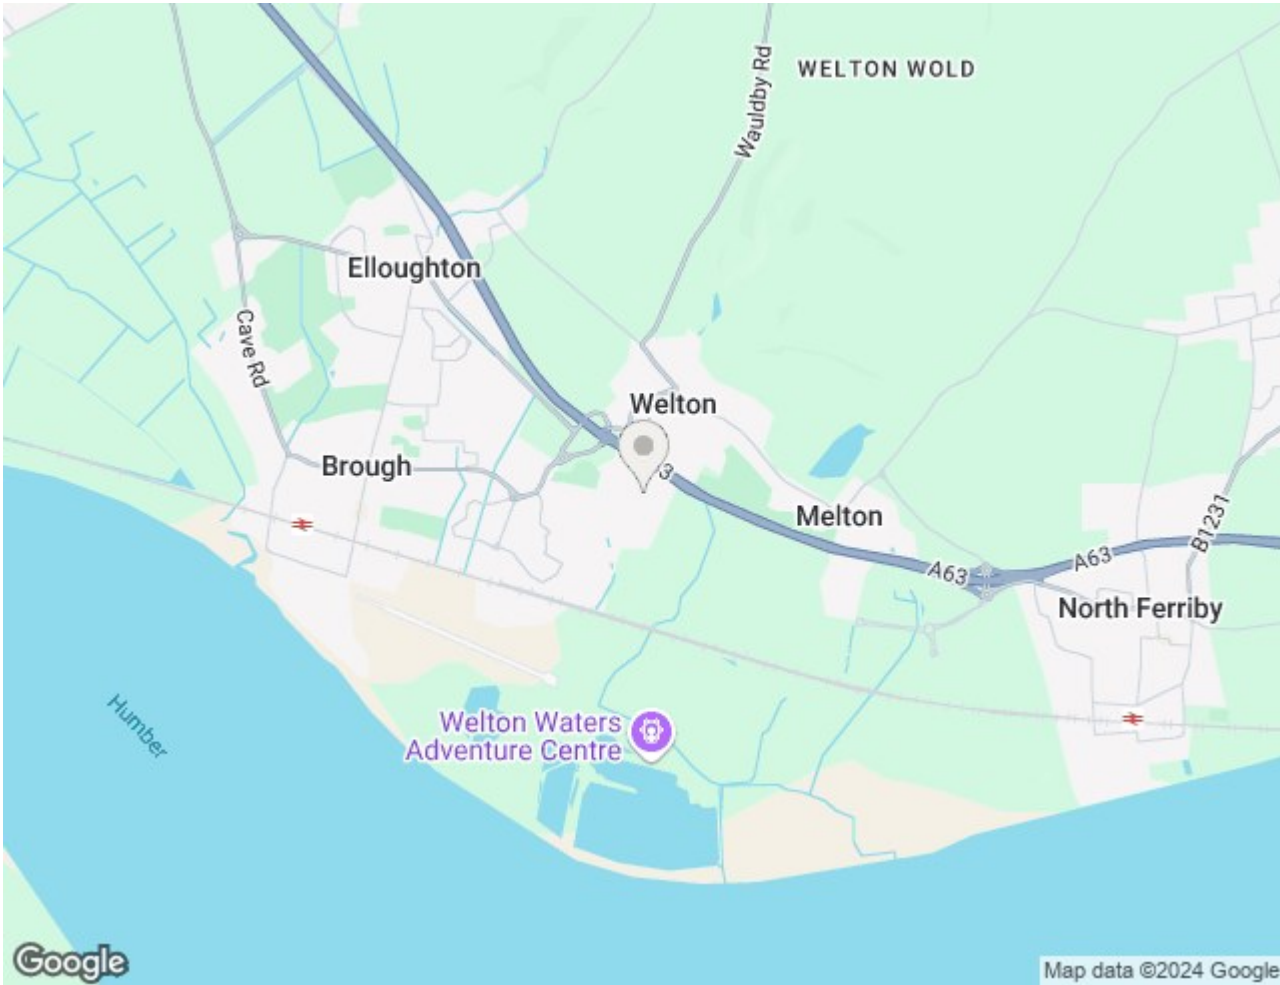 WELTON WOLD
Wauldby Rd
Elloughton
Cave Rd
Welton
Brough
3
Melton
B1231
A63
A63
North Ferriby
Humber
Welton Waters
Adventure Centre
Google
Map data ©2024 Google